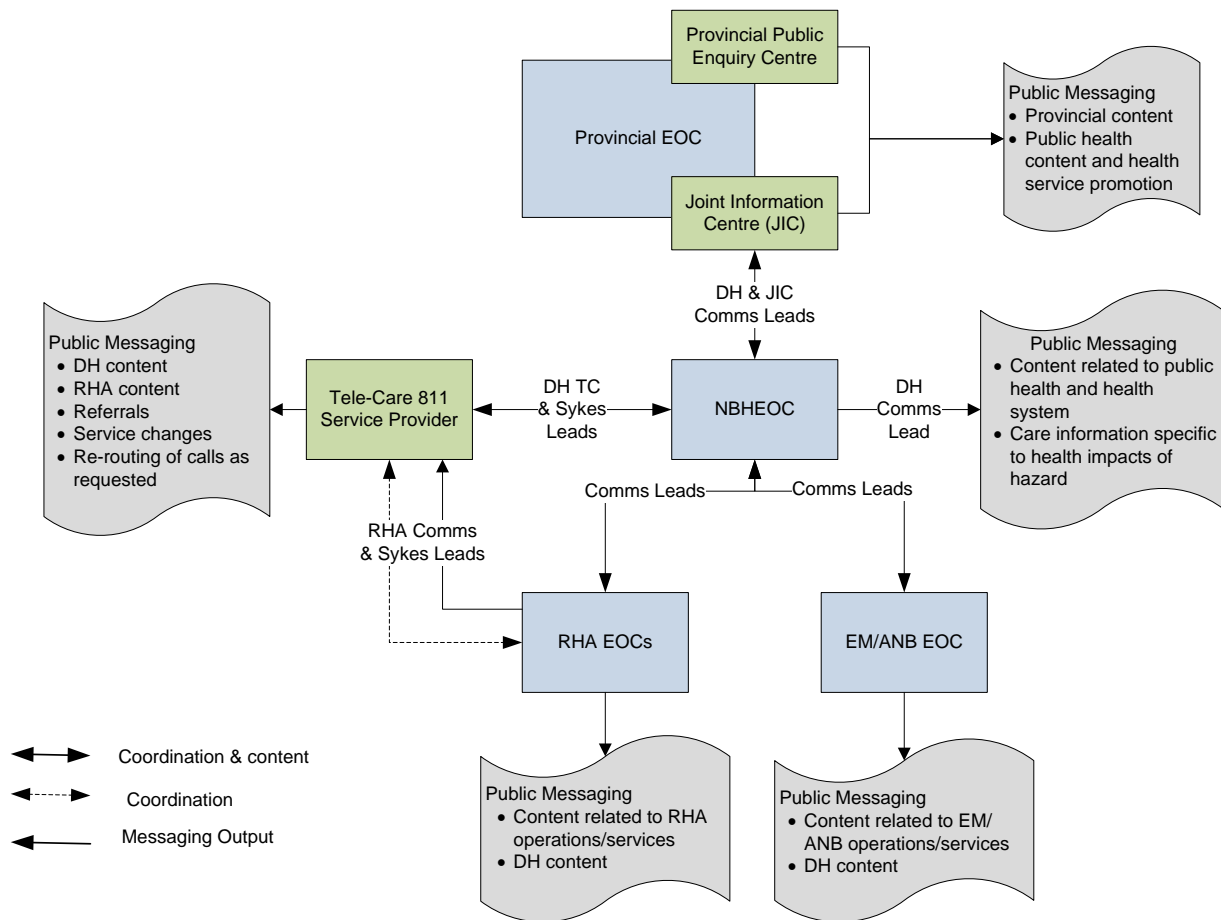 Provincial Public
Enquiry Centre
Provincial EOC
Joint Information
Centre (JIC)
Public Messaging
• Provincial content
• Public health
content and health
service promotion
DH & JIC
Comms Leads
Public Messaging
• DH content
• RHA content
• Referrals
• Service changes
• Re-routing of calls as
requested
Tele-Care 811
Service Provider
DH TC
& Sykes
Leads
NBHEOC
DH
Comms
Lead
Public Messaging
• Content related to public
health and health
system
• Care information specific
to health impacts of
hazard
Comms Leads
Comms Leads
RHA Comms
& Sykes Leads
RHA EOCs
EM/ANB EOC
Coordination & content
Coordination
Messaging Output
Public Messaging
• Content related to RHA
operations/services
• DH content
Public Messaging
• Content related to EM/
ANB operations/services
• DH content